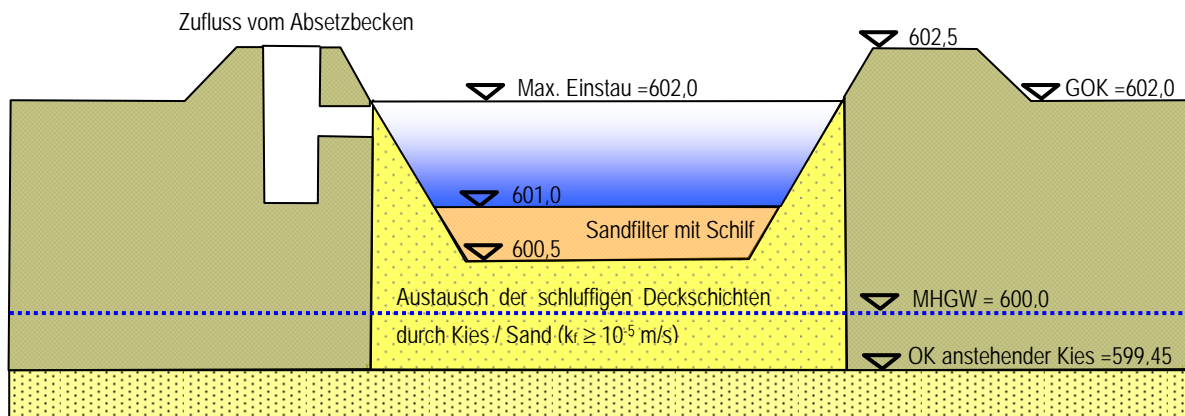 Zufluss vom Absetzbecken
602,5
Max. Einstau =602,0
GOK =602,0
601,0
Sandfilter mit Schilf
600,5
Austausch der schluffigen Deckschichten
durch Kies / Sand (kf ≥ 10⁻⁵ m/s)
MHGW = 600,0
OK anstehender Kies =599,45